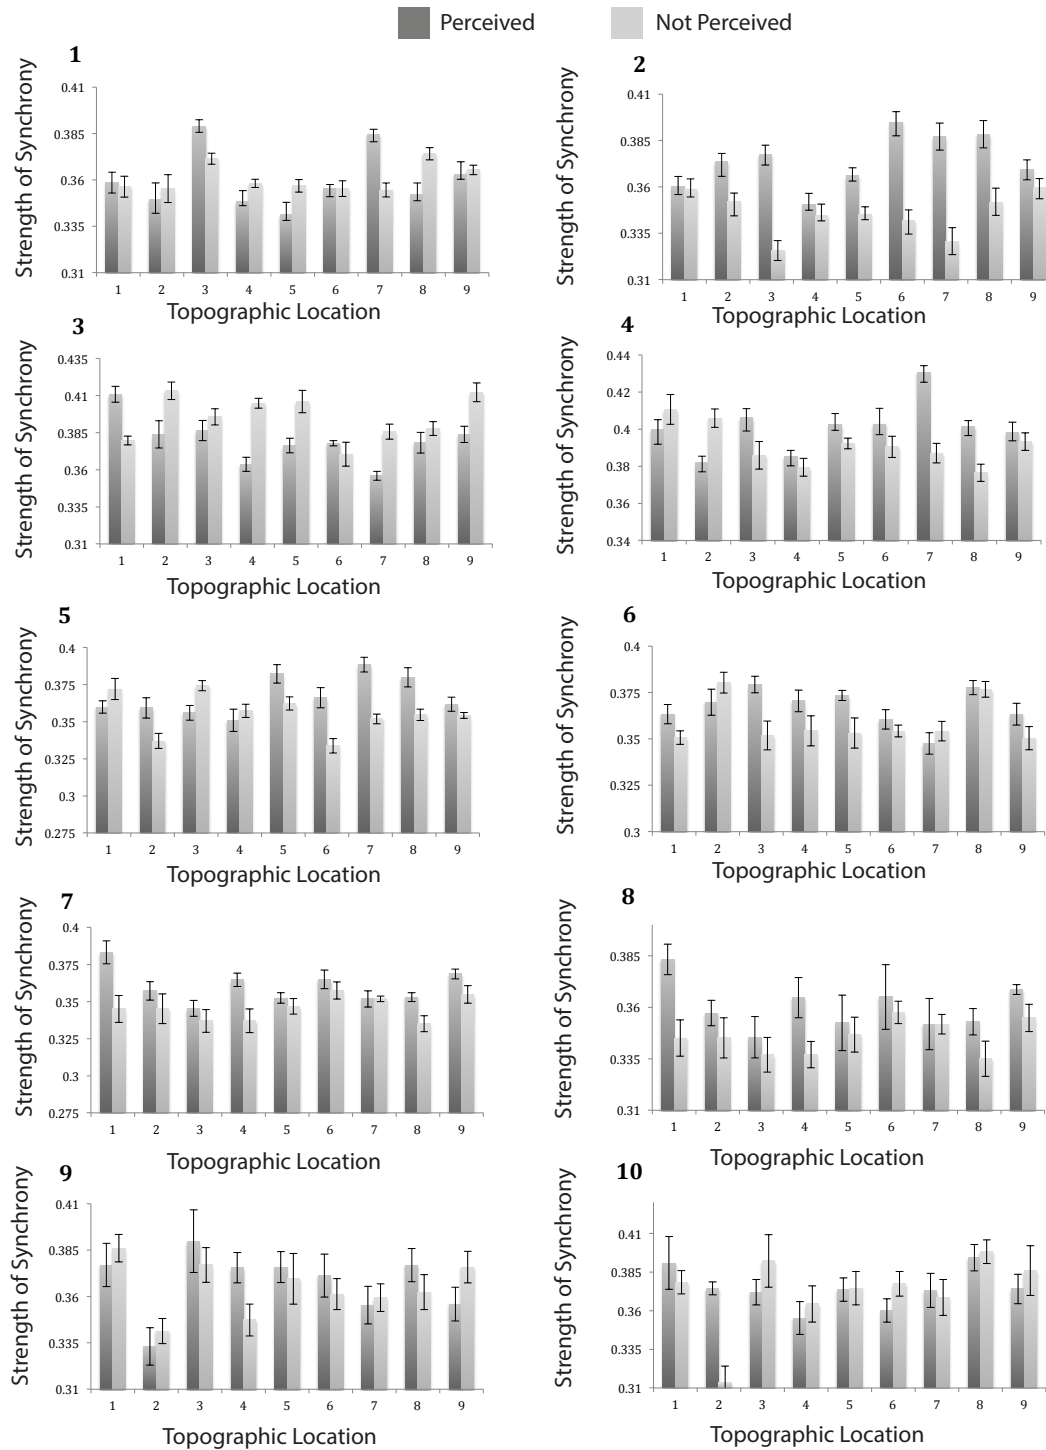 Perceived Not Perceived
1
Strength of Synchrony
0.41
0.385
0.36
0.335
0.31
1 2 3 4 5 6 7 8 9
Topographic Location
2
Strength of Synchrony
0.41
0.385
0.36
0.335
0.31
1 2 3 4 5 6 7 8 9
Topographic Location
3
Strength of Synchrony
0.435
0.41
0.385
0.36
0.335
0.31
1 2 3 4 5 6 7 8 9
Topographic Location
4
Strength of Synchrony
0.44
0.42
0.4
0.38
0.36
0.34
1 2 3 4 5 6 7 8 9
Topographic Location
5
Strength of Synchrony
0.4
0.375
0.35
0.325
0.3
0.275
1 2 3 4 5 6 7 8 9
Topographic Location
6
Strength of Synchrony
0.4
0.375
0.35
0.325
0.3
1 2 3 4 5 6 7 8 9
Topographic Location
7
Strength of Synchrony
0.4
0.375
0.35
0.325
0.3
0.275
1 2 3 4 5 6 7 8 9
Topographic Location
8
Strength of Synchrony
0.385
0.36
0.335
0.31
1 2 3 4 5 6 7 8 9
Topographic Location
9
Strength of Synchrony
0.41
0.385
0.36
0.335
0.31
1 2 3 4 5 6 7 8 9
Topographic Location
10
Strength of Synchrony
0.41
0.385
0.36
0.335
0.31
1 2 3 4 5 6 7 8 9
Topographic Location